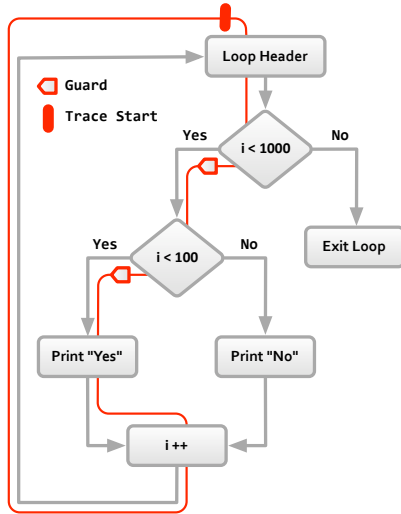 Loop Header
Guard
Trace Start
Yes
No
i < 1000
Exit Loop
Yes
No
i < 100
Print "Yes"
Print "No"
i ++